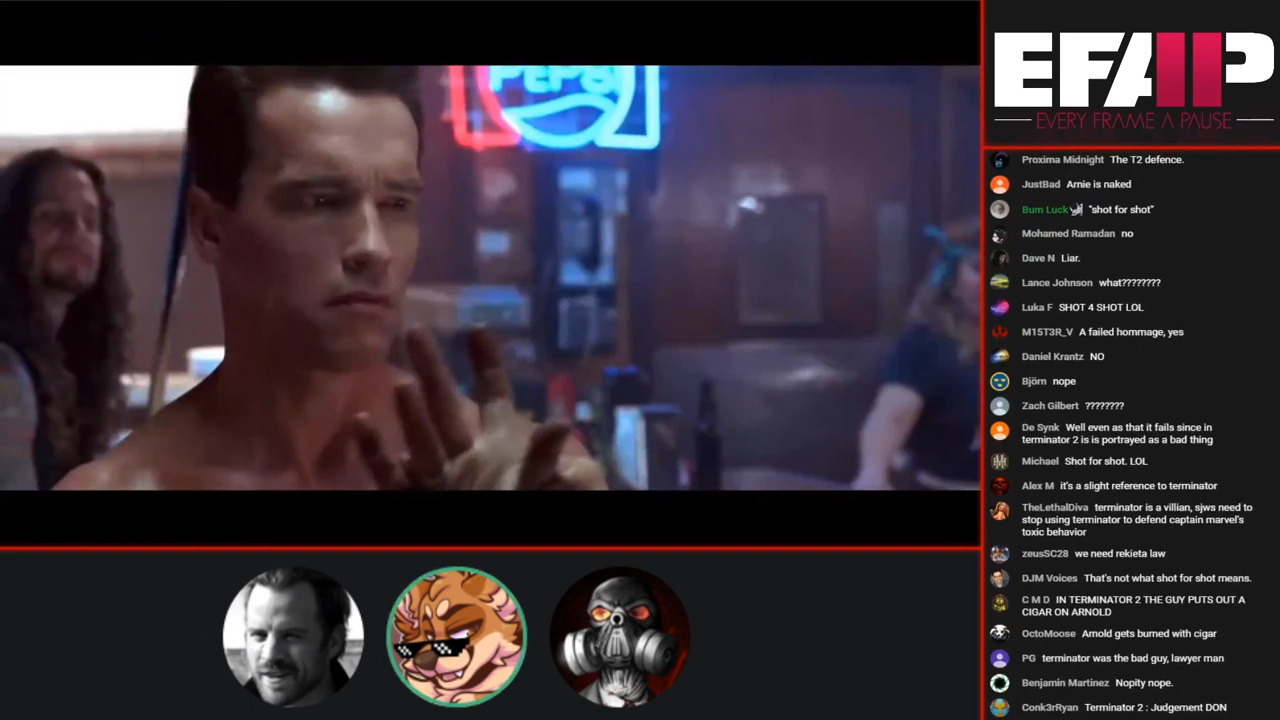 PEPSI
EFAP
EVERY FRAME A PAUSE
Proxima Midnight The T2 defence.
JustBad Arnie is naked
Bum Luck "shot for shot"
Mohamed Ramadan no
Dave N Liar.
Lance Johnson what????????
Luka F SHOT 4 SHOT LOL
M15T3R_V A failed hommage, yes
Daniel Krantz NO
Björn nope
Zach Gilbert ????????
De Synk Well even as that it fails since in
terminator 2 is is portrayed as a bad thing
Michael Shot for shot. LOL
Alex M it's a slight reference to terminator
TheLethalDiva terminator is a villian, sjws need to
stop using terminator to defend captain marvel's
toxic behavior
zeusSC28 we need rekieta law
DJM Voices That's not what shot for shot means.
C M D IN TERMINATOR 2 THE GUY PUTS OUT A
CIGAR ON ARNOLD
OctoMoose Arnold gets burned with cigar
PG terminator was the bad guy, lawyer man
Benjamin Martinez Nopity nope.
Conk3rRyan Terminator 2 : Judgement DON